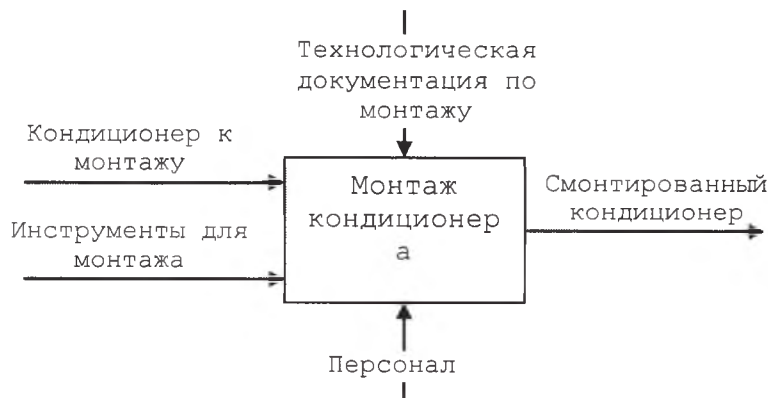 Технологическая
документация по
монтажу
Кондиционер к
монтажу
Инструменты для
монтажа
Монтаж
кондиционер
а
Смонтированный
кондиционер
Персонал